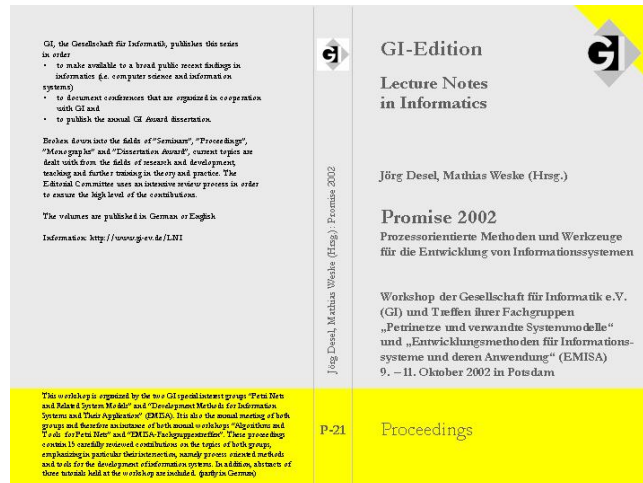 GI, the Gesellschaft für Informatik, publishes this series
in order
• to make available to a broad public recent findings in
informatics (i.e. computer science and information
systems)
• to document conferences that are organized in cooperation
with GI and
• to publish the annual GI Award dissertation.
Broken down into the fields of "Seminars", "Proceedings",
"Monographs" and "Dissertation Award", current topics are
dealt with from the fields of research and development,
teaching and further training in theory and practice. The
Editorial Committee uses an intensive review process in order
to ensure the high level of the contributions.
The volumes are published in German or English
Information: http://www.gi-ev.de/LNI
This workshop is organized by the two GI special interest groups "Petri Nets
and Related System Models" and "Development Methods for Information
Systems and Their Application" (EMISA). It is also the annual meeting of both
groups and therefore an instance of both annual workshops "Algorithms and
Tools for Petri Nets" and "EMISA-Fachgruppentreffen". These proceedings
contain 15 carefully reviewed contributions on the topics of both groups,
emphasizing in particular their intersection, namely process oriented methods
and tools for the development of information systems. In addition, abstracts of
three tutorials held at the workshop are included. (partly in German)
GI
Jörg Desel, Mathias Weske (Hrsg.): Promise 2002
P-21
GI
GI-Edition
Lecture Notes
in Informatics
Jörg Desel, Mathias Weske (Hrsg.)
Promise 2002
Prozessorientierte Methoden und Werkzeuge
für die Entwicklung von Informationssystemen
Workshop der Gesellschaft für Informatik e.V.
(GI) und Treffen ihrer Fachgruppen
„Petrinetze und verwandte Systemmodelle“
und „Entwicklungsmethoden für Informations-
systeme und deren Anwendung“ (EMISA)
9. – 11. Oktober 2002 in Potsdam
Proceedings